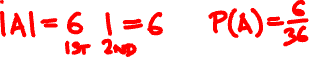 |A| = 6 1 = 6 P(A) = 6/36
1ST 2ND